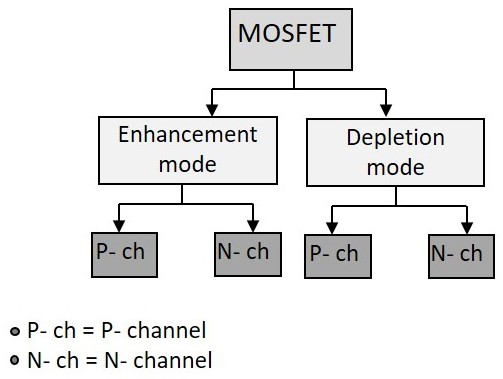 MOSFET
Enhancement
mode
Depletion
mode
P- ch
N- ch
P- ch
N- ch
P- ch = P- channel
N- ch = N- channel